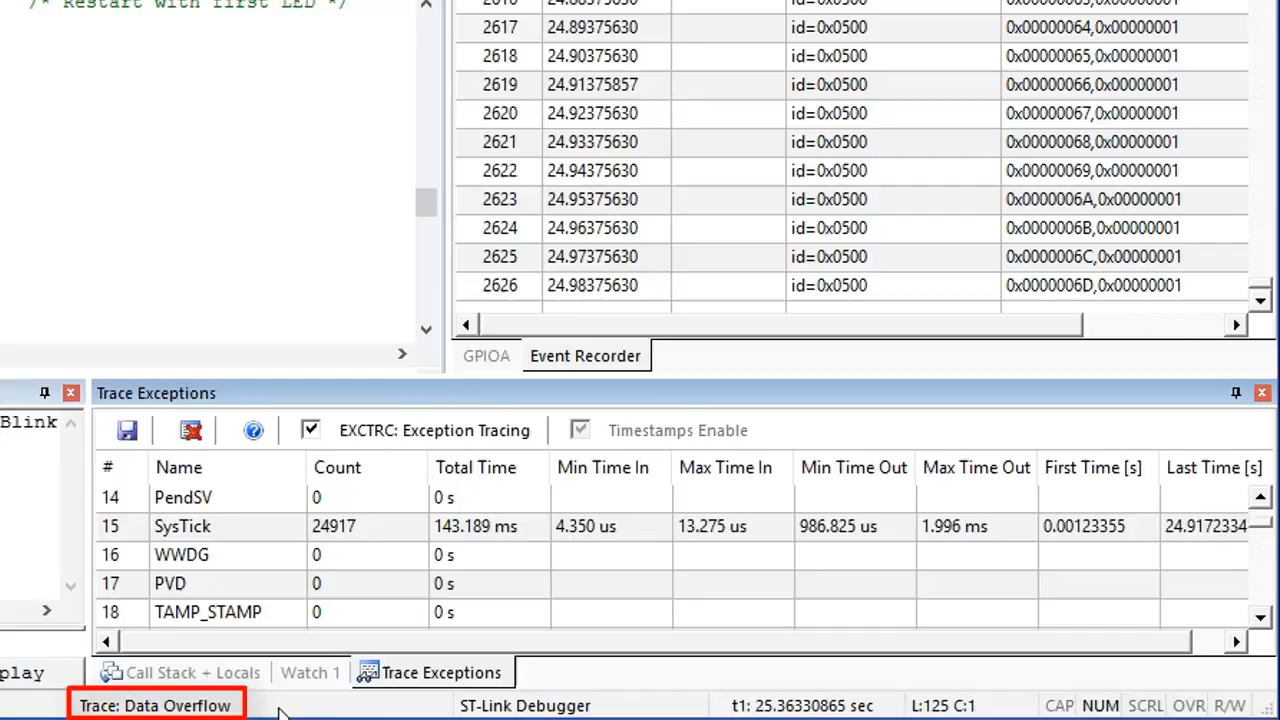 /* Restart with first LED */
2616 24.88375630 id=0x0500 0x00000063,0x00000001
2617 24.89375630 id=0x0500 0x00000064,0x00000001
2618 24.90375630 id=0x0500 0x00000065,0x00000001
2619 24.91375857 id=0x0500 0x00000066,0x00000001
2620 24.92375630 id=0x0500 0x00000067,0x00000001
2621 24.93375630 id=0x0500 0x00000068,0x00000001
2622 24.94375630 id=0x0500 0x00000069,0x00000001
2623 24.95375630 id=0x0500 0x0000006A,0x00000001
2624 24.96375630 id=0x0500 0x0000006B,0x00000001
2625 24.97375630 id=0x0500 0x0000006C,0x00000001
2626 24.98375630 id=0x0500 0x0000006D,0x00000001
GPIOA Event Recorder
Trace Exceptions
Blink
EXCTRC: Exception Tracing Timestamps Enable
# Name Count Total Time Min Time In Max Time In Min Time Out Max Time Out First Time [s] Last Time [s]
14 PendSV 0 0 s
15 SysTick 24917 143.189 ms 4.350 us 13.275 us 986.825 us 1.996 ms 0.00123355 24.9172334
16 WWDG 0 0 s
17 PVD 0 0 s
18 TAMP_STAMP 0 0 s
play Call Stack + Locals Watch 1 Trace Exceptions
Trace: Data Overflow ST-Link Debugger t1: 25.36330865 sec L:125 C:1 CAP NUM SCRL OVR R/W